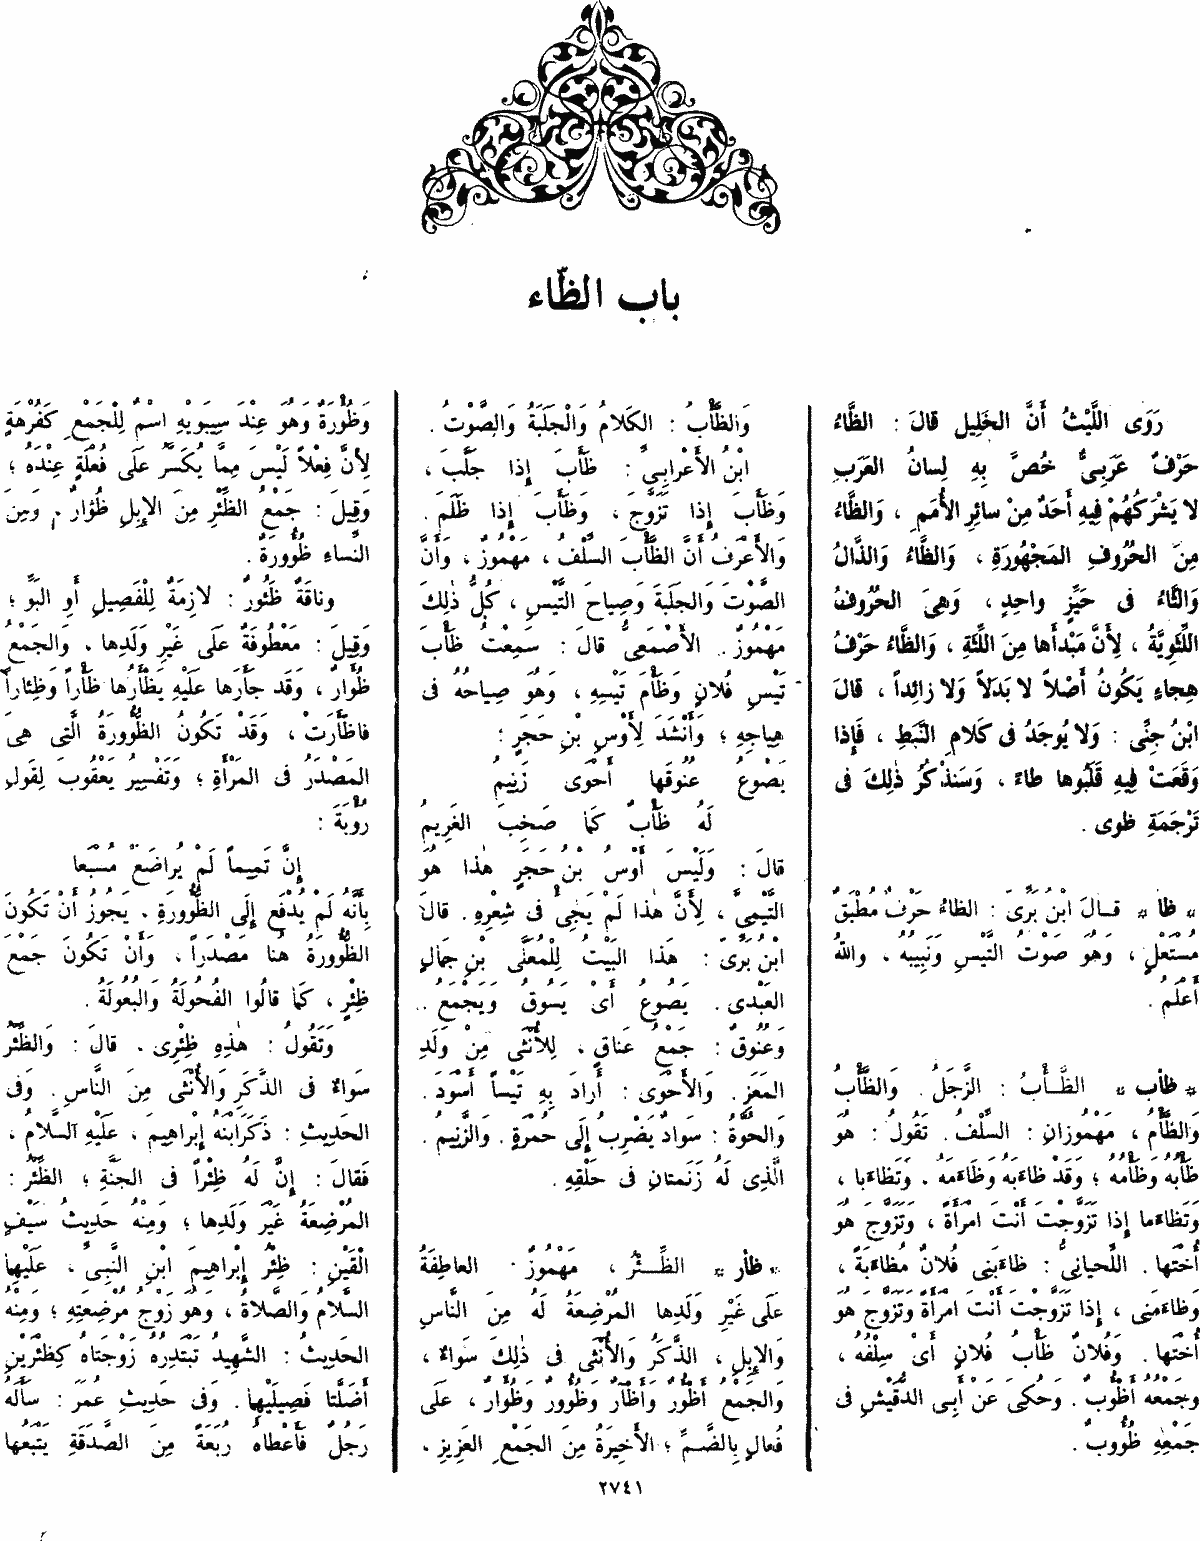 باب الظّاء
رَوَى اللَّيْثُ أَنَّ الخَلِيلَ قالَ : الظَّاءُ
حَرْفٌ عَرَبِىٌّ خُصَّ بِهِ لِسانُ العَرَبِ
لا يَشْرَكُهُمْ فِيهِ أَحَدٌ مِنْ سائِرِ الأُمَمِ ، وَالظَّاءُ
مِنَ الحُرُوفِ المَجْهُورَةِ ، وَالظَّاءُ وَالذَّالُ
وَالثَّاءُ فى حَيِّزٍ واحِدٍ ، وَهِىَ الحُرُوفُ
اللِّثَوِيَّةُ ، لِأَنَّ مَبْدَأَها مِنَ اللِّثَةِ ، وَالظَّاءُ حَرْفُ
هِجاءٍ يَكُونُ أَصْلاً لا بَدَلاً وَلا زائِداً ، قالَ
ابْنُ جِنِّى : وَلا يُوجَدُ فى كَلامِ النَّبَطِ ، فَإِذا
وَقَعَتْ فِيهِ قَلَبُوها طاءً ، وَسَنَذْكُرُ ذٰلِكَ فى
تَرْجَمَةِ ظوى .
« ظا » قـالَ ابْنُ بَرِّىّ : الظاءُ حَرْفٌ مُطْبَقٌ
مُسْتَعْلٍ ، وَهُوَ صَوْتُ التَّيْسِ وَنَبِيبُهُ ، وَاللهُ
أَعْلَمُ .
« ظأب » الظَّـأْبُ : الزَّجَلُ . وَالظَّأْبُ
وَالظَّأْمُ ، مَهْمُوزانِ : السِّلْفُ . تَقُولُ : هُوَ
ظَأْبُهُ وَظَأْمُهُ ؛ وَقَدْ ظاءَبَهُ وَظاءَمَهُ . وَتَظاءَبا ،
وَتَظاءَما إِذا تَزَوَّجْتَ أَنْتَ امْرَأَةً ، وَتَزَوَّجَ هُوَ
أُخْتَها . اللِّحْيانِىُّ : ظاءَبَنِى فُلانٌ مُظاءَبَةً ،
وَظاءَمَنِى ، إِذا تَزَوَّجْتَ أَنْتَ امْرَأَةً وَتَزَوَّجَ هُوَ
أُخْتَها . وَفُلانٌ ظَأْبُ فُلانٍ أَىْ سِلْفُهُ ،
وَجَمْعُهُ أَظْؤُبٌ . وَحُكِىَ عَنْ أَبِى الدُّقَيْشِ فى
جَمْعِهِ ظُؤُوبٌ .
وَالظَّأْبُ : الكَلامُ وَالْجَلَبَةُ وَالصَّوْتُ .
ابْنُ الأَعْرابِىِّ : ظَأَبَ إِذا جَلَّبَ ،
وَظَأَبَ إِذا تَزَوَّجَ ، وَظَأَبَ إِذا ظَلَمَ .
وَالأَعْرَفُ أَنَّ الظَّأْبَ السِّلْفُ ، مَهْمُوزٌ ، وَأَنَّ
الصَّوْتَ وَالجَلَبَةَ وَصِياحَ التَّيْسِ ، كُلُّ ذٰلِكَ
مَهْمُوزٌ . الأَصْمَعِىُّ قالَ : سَمِعْتُ ظَأْبَ
تَيْسِ فُلانٍ وَظَأْمَ تَيْسِهِ ، وَهُوَ صِياحُهُ فى
هِياجِهِ ؛ وَأَنْشَدَ لِأَوْسِ بْنِ حَجَرٍ :
يَصُوعُ عُنُوقَها أَحْوَى زَنِيمٌ
لَهُ ظَأْبٌ كَما صَخِبَ الغَرِيمُ
قالَ : وَلَيْسَ أَوْسُ بْنُ حَجَرٍ هٰذا هُوَ
التَّيْمِىَّ ، لِأَنَّ هٰذا لَمْ يَجِئْ فى شِعْرِهِ . قالَ
ابْنُ بَرِّىّ : هَذا البَيْتُ لِلْمُعَلَّى بْنِ جَمالٍ
العَبْدى . يَصُوعُ أَىْ يَسُوقُ وَيَجْمَعُ .
وَعُنُوقٌ : جَمْعُ عَناقٍ ، لِلأُنْثَى مِنْ وَلَدِ
المَعَزِ . وَالأَحْوَى : أَرادَ بِهِ تَيْساً أَسْوَدَ .
وَالحُوَّةُ : سَوادٌ يَضْرِبُ إِلَى حُمْرَةٍ . وَالزَّنِيمُ .
الَّذِى لَهُ زَنَمتانِ فى حَلْقِهِ .
« ظأر » الظِّـئْرُ ، مَهْمُوزٌ . العاطِفَةُ
عَلَى غَيْرِ وَلَدِها المُرْضِعَةُ لَهُ مِنَ النَّاسِ
وَالإِبِلِ ، الذَّكَرُ وَالأُنْثَى فى ذٰلِكَ سَواءٌ ،
وَالجَمْعُ أَظْؤُرٌ وَأَظْآرٌ وَظُؤُورٌ وَظُؤَارٌ ، عَلَى
فُعالٍ بِالضَّمِّ ؛ الأَخِيرَةُ مِنَ الجَمْعِ العَزِيزِ ،
وَظُؤْرَةٌ وَهُوَ عِنْدَ سِيبَوَيْهِ اسْمٌ لِلْجَمْعِ كَفُرْهَةٍ
لِأَنَّ فِعْلاً لَيْسَ مِمَّا يُكَسَّرُ عَلَى فُعْلَةٍ عِنْدَهُ ؛
وَقِيلَ : جَمْعُ الظِّئْرِ مِنَ الإِبِلِ ظُؤَارٌ ، وَمِنَ
النِّساءِ ظُؤُورَةٌ .
وَناقَةٌ ظَئُورٌ : لازِمَةٌ لِلْفَصِيلِ أَوِ البَوِّ ؛
وَقِيلَ : مَعْطُوفَةٌ عَلَى غَيْرِ وَلَدِها ، وَالجَمْعُ
ظُؤَارٌ ، وَقَد جَأَرَها عَلَيْهِ يَظْأَرُها ظَأْراً وَظِئاراً
فَاظَّأَرَتْ ، وَقَدْ تَكُونُ الظُّؤُورَةُ الَّتِى هِىَ
المَصْدَرُ فى المَرْأَةِ ؛ وَتَفْسِيرُ يَعْقُوبَ لِقَولِ
رُؤْبَةَ :
إِنَّ تَمِيماً لَمْ يُراضَعْ مُسْبَعا
بِأَنَّهُ لَمْ يُدْفَعْ إِلَى الظُّؤُورَةِ . يَجُوزُ أَنْ تَكُونَ
الظُّؤُورَةُ هُنا مَصْدَراً ، وَأَنْ تَكُونَ جَمْعَ
ظِئْرٍ ، كَما قالُوا الفُحُولَةُ وَالبُعُولَةُ .
وَتَقُولُ : هٰذِهِ ظِئْرِى . قالَ : وَالظِّئْرُ
سَواءٌ فى الذَّكَرِ وَالأُنْثَى مِنَ النَّاسِ . وَفى
الحَدِيثِ : ذَكَرَ ابْنَهُ إِبْراهِيمَ ، عَلَيْهِ السَّلامُ ،
فَقالَ : إِنَّ لَهُ ظِئْراً فى الجَنَّةِ ؛ الظِّئْرُ :
المُرْضِعَةُ غَيْرَ وَلَدِها ؛ وَمِنْهُ حَدِيثُ سَيْفٍ
الْقَيْنِ : ظِئْرُ إِبْراهِيمَ ابْنِ النَّبِىِّ ، عَلَيْهِما
السَّلامُ وَالصَّلاةُ ، وَهُوَ زَوْجُ مُرْضِعَتِهِ ؛ وَمِنْهُ
الحَدِيثُ : الشَّهِيدُ تَبْتَدِرُهُ زَوْجَتاهُ كَظِئْرَيْنِ
أَضَلَّتا فَصِيلَيْهِما . وَفى حَدِيثِ عُمَرَ : سَأَلَهُ
رَجُلٌ فَأَعْطاهُ رُبَعَةً مِنَ الصَّدَقَةِ يَتْبَعُها
٢٧٤١